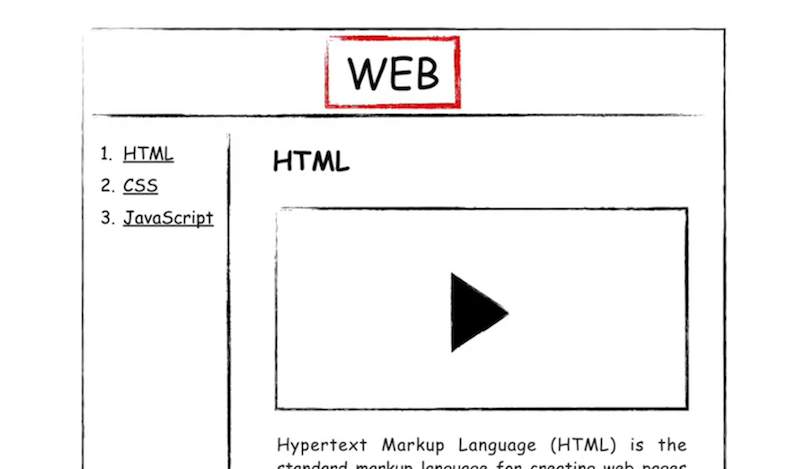 WEB
1. HTML
2. CSS
3. JavaScript
HTML
Hypertext Markup Language (HTML) is the
standard markup language for creating web pages